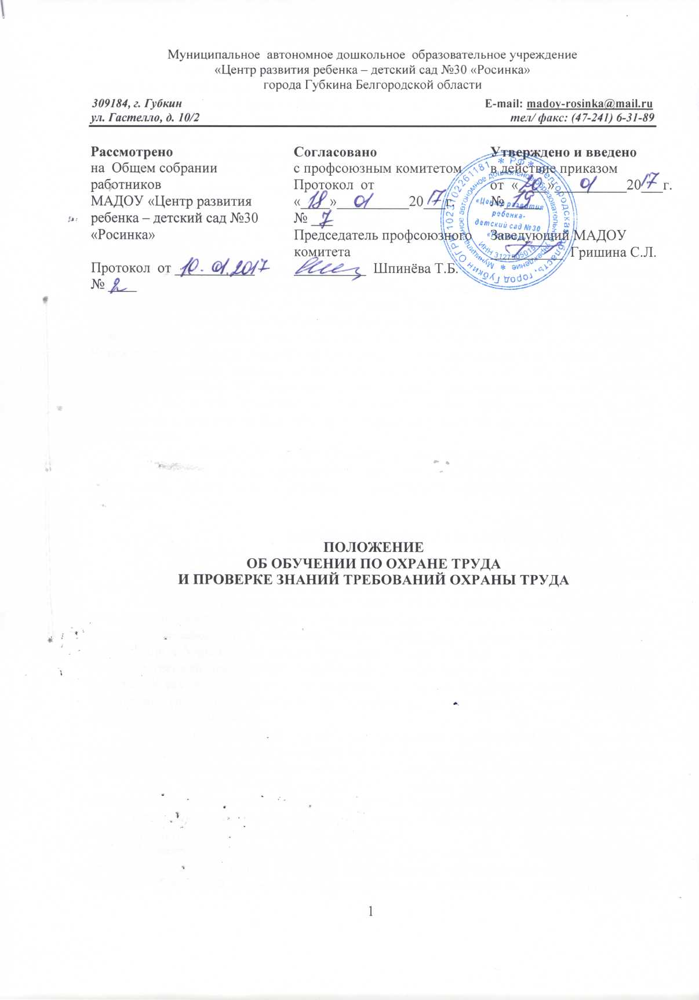 Муниципальное автономное дошкольное образовательное учреждение
«Центр развития ребенка – детский сад №30 «Росинка»
города Губкина Белгородской области
309184, г. Губкин
ул. Гастелло, д. 10/2
E-mail: madoy-rosinka@mail.ru
тел/ факс: (47-241) 6-31-89
Рассмотрено
на Общем собрании
работников
МАДОУ «Центр развития
ребенка – детский сад №30
«Росинка»
Протокол от 10.01.2017
№ 2
Согласовано
с профсоюзным комитетом
Протокол от
«18» 01 2017 г.
№ 7
Председатель профсоюзного
комитета
Шпинёва Т.Б.
Утверждено и введено
в действие приказом
от «20» 01 2017 г.
№ 19
Заведующий МАДОУ
Гришина С.Л.
РФ * Белгородская область, город Губкин ОГРН 1023102261181 *
Муниципальное автономное дошкольное образовательное учреждение *
«Центр развития
ребенка-
детский сад №30
ИНН
ПОЛОЖЕНИЕ
ОБ ОБУЧЕНИИ ПО ОХРАНЕ ТРУДА
И ПРОВЕРКЕ ЗНАНИЙ ТРЕБОВАНИЙ ОХРАНЫ ТРУДА
1